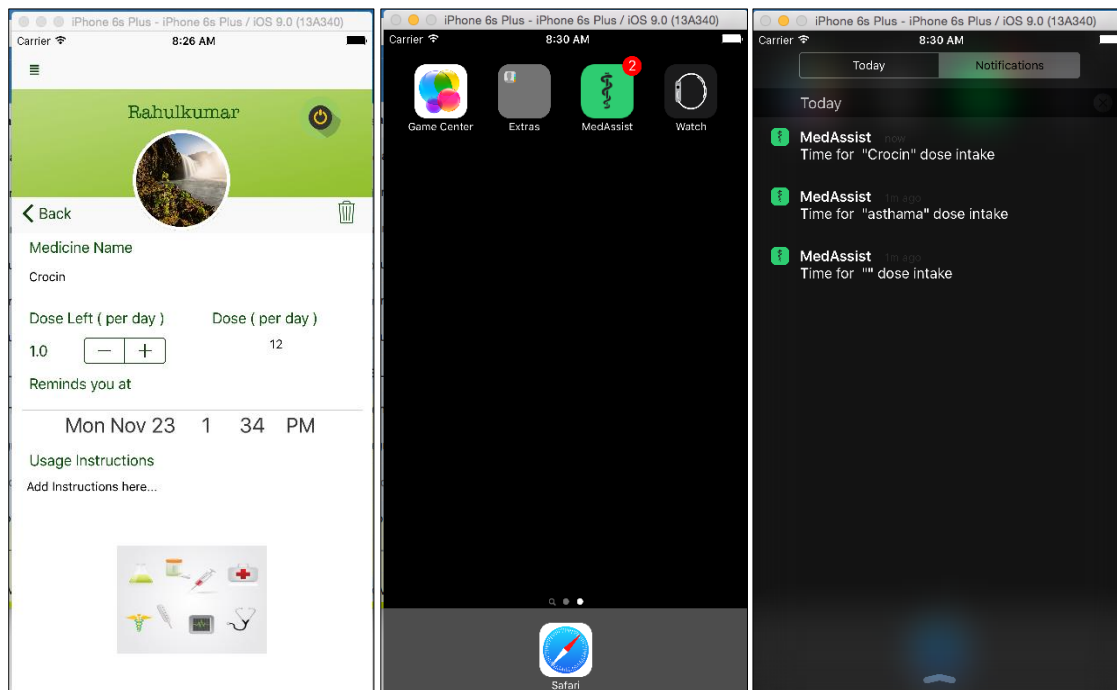 iPhone 6s Plus - iPhone 6s Plus / iOS 9.0 (13A340)
Carrier 8:26 AM
Rahulkumar
Back
Medicine Name
Crocin
Dose Left ( per day ) Dose ( per day )
1.0 12
Reminds you at
Mon Nov 23 1 34 PM
Usage Instructions
Add Instructions here...
iPhone 6s Plus - iPhone 6s Plus / iOS 9.0 (13A340)
Carrier 8:30 AM
2
Game Center Extras MedAssist Watch
Safari
iPhone 6s Plus - iPhone 6s Plus / iOS 9.0 (13A340)
Carrier 8:30 AM
Today Notifications
Today
MedAssist now
Time for "Crocin" dose intake
MedAssist 1m ago
Time for "asthama" dose intake
MedAssist 1m ago
Time for "" dose intake